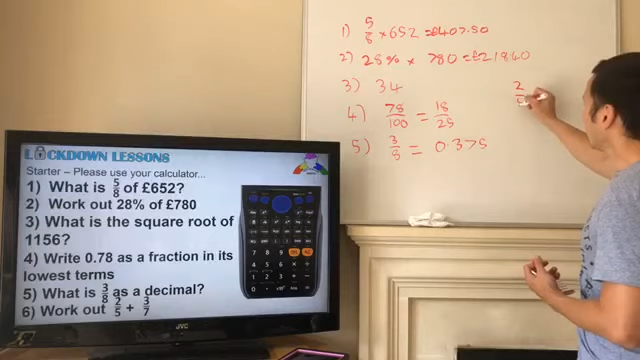 1) 5/8 × 652 = £407.50
2) 28% × 780 = £218.40
3) 34
4) 78/100 = 18/25
5) 3/8 = 0.375
2
LOCKDOWN LESSONS
Starter – Please use your calculator...
1) What is 5/8 of £652?
2) Work out 28% of £780
3) What is the square root of
1156?
4) Write 0.78 as a fraction in its
lowest terms
5) What is 3/8 as a decimal?
6) Work out 2/5 + 3/7
JVC